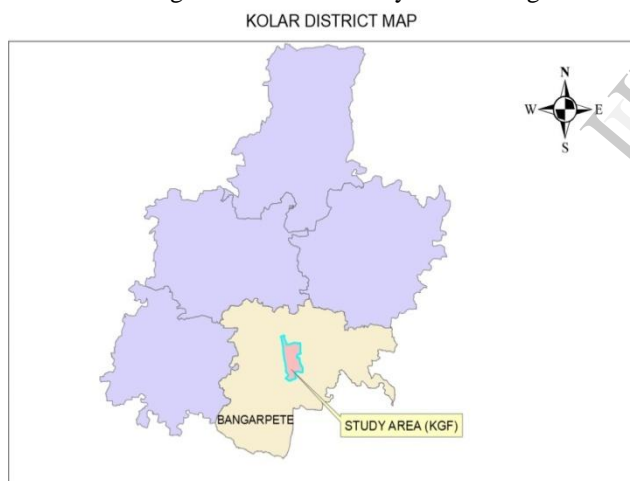 KOLAR DISTRICT MAP
N
W E
S
BANGARPETE
STUDY AREA (KGF)